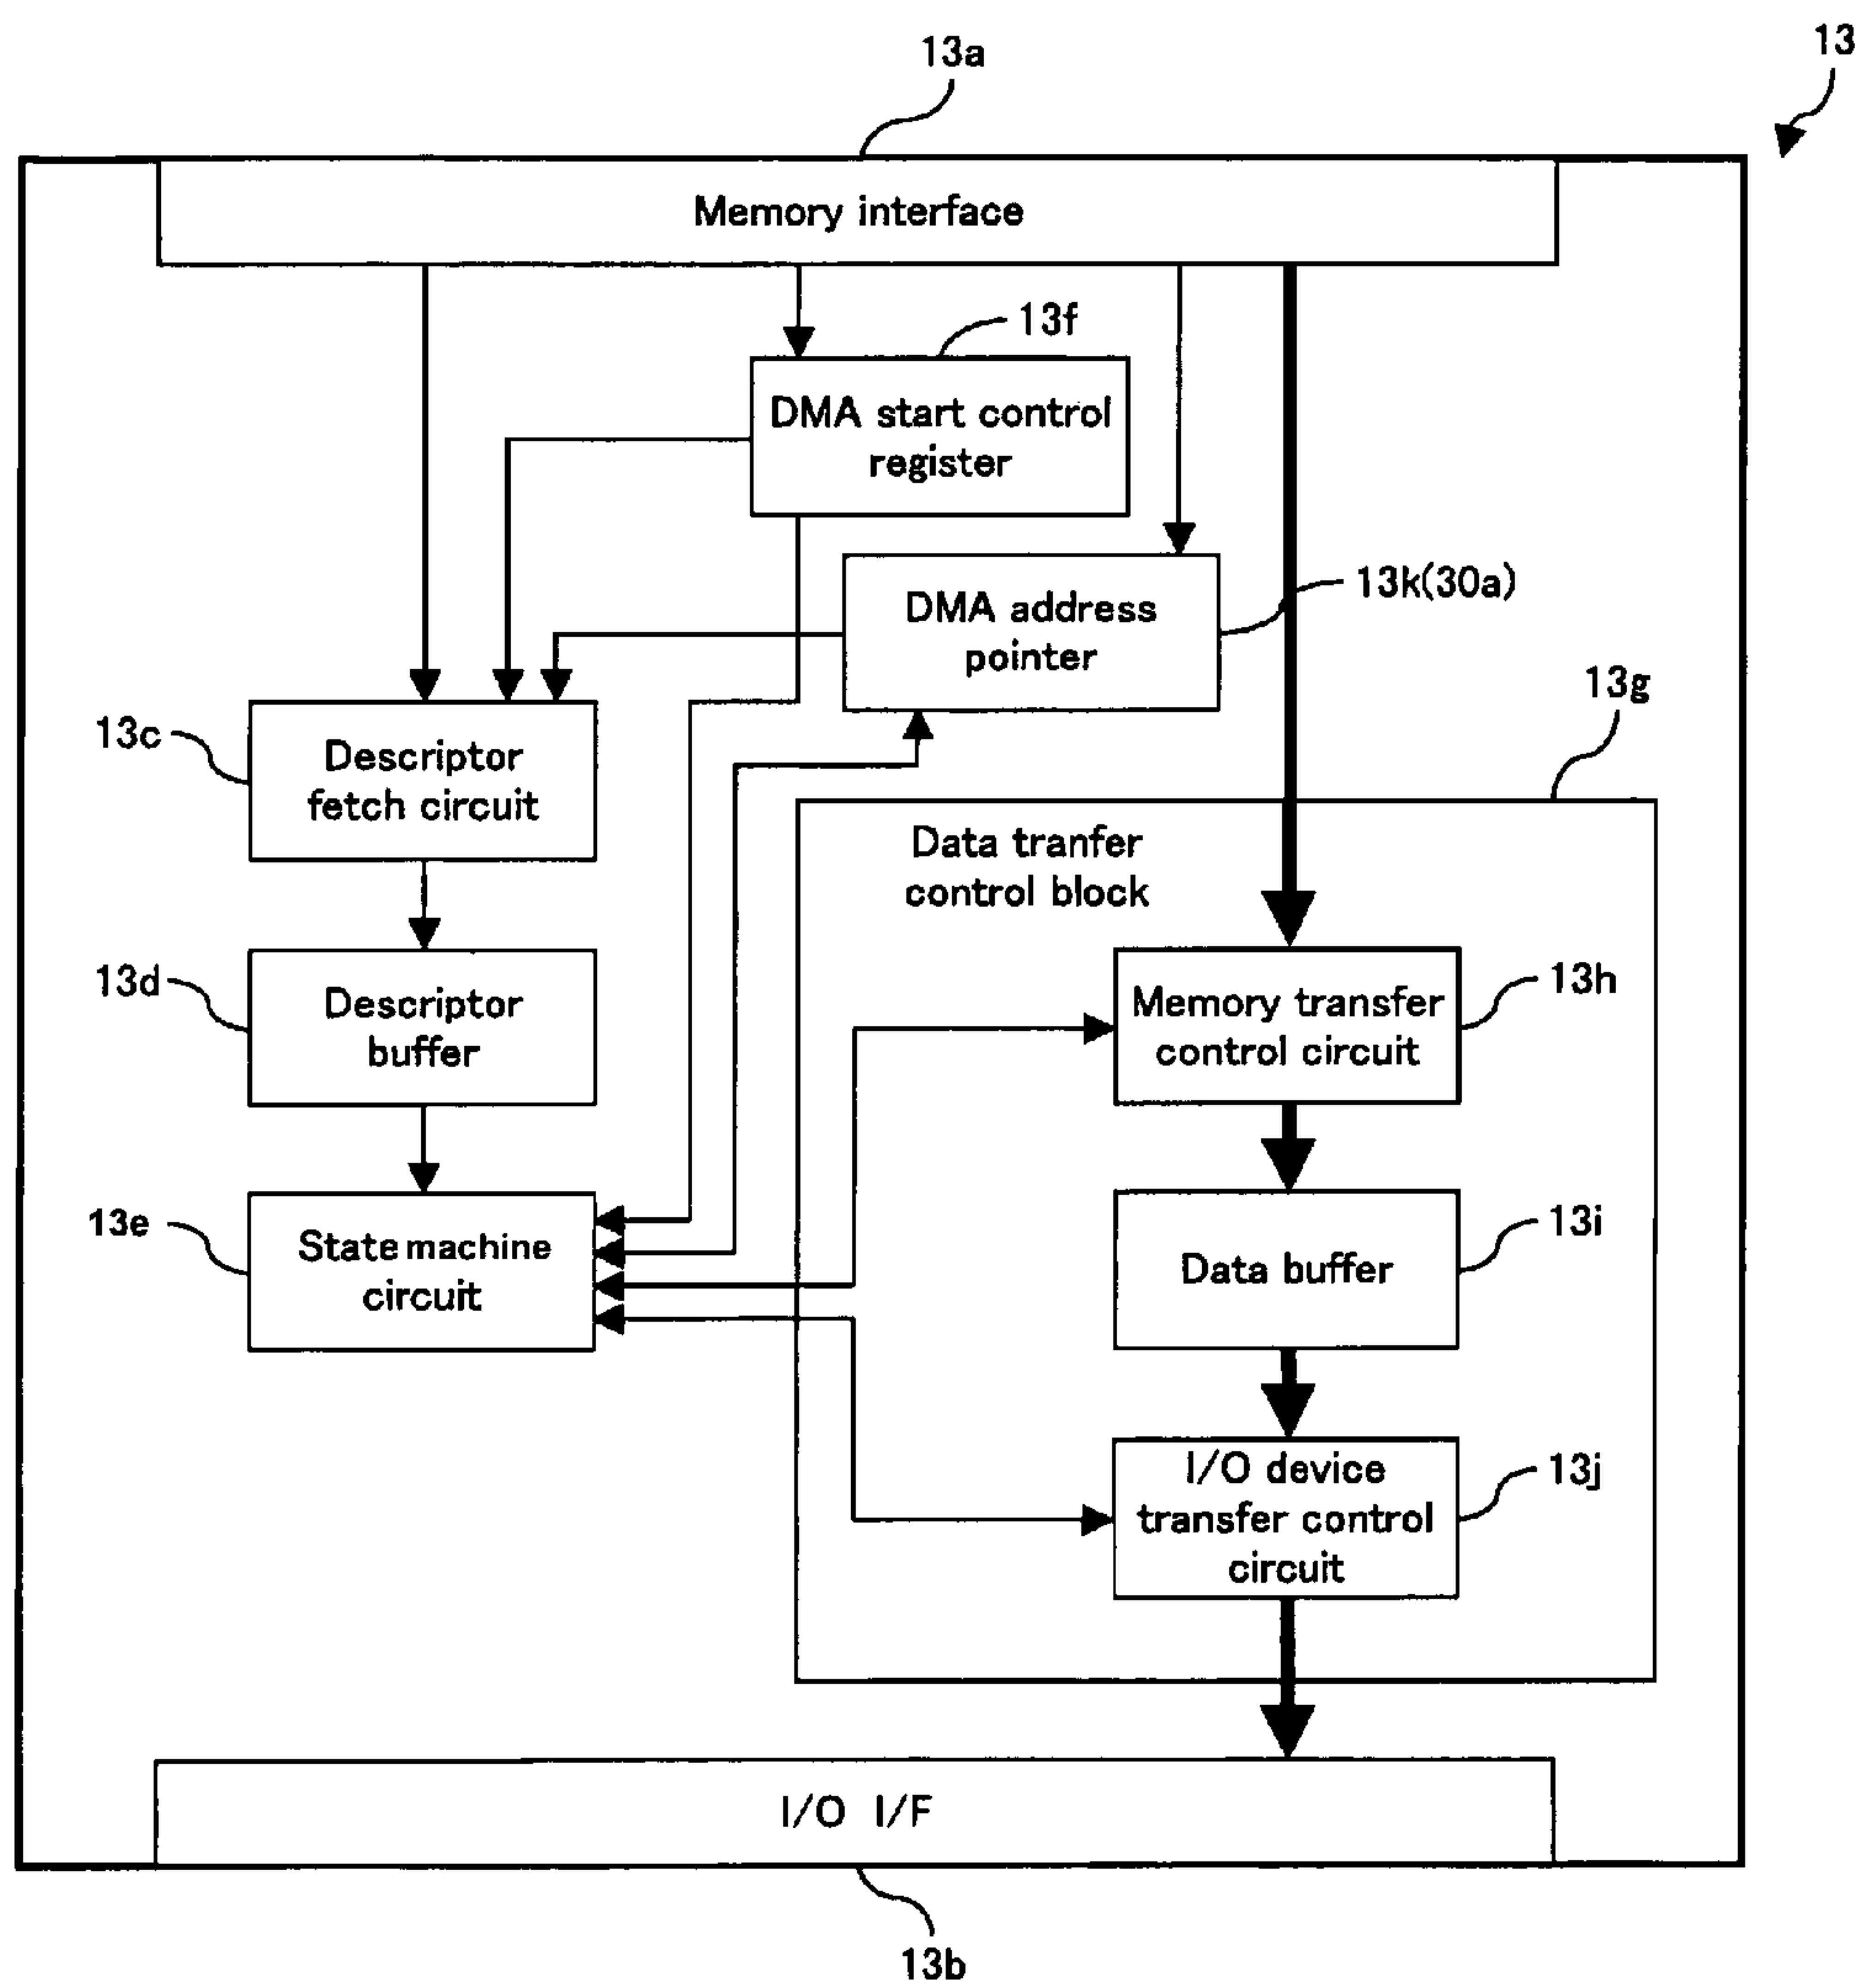 13
13a
Memory interface
13f
DMA start control
register
13k(30a)
DMA address
pointer
13g
13c
Descriptor
fetch circuit
Data tranfer
control block
13d
Descriptor
buffer
13h
Memory transfer
control circuit
13e
State machine
circuit
13i
Data buffer
13j
I/O device
transfer control
circuit
I/O I/F
13b